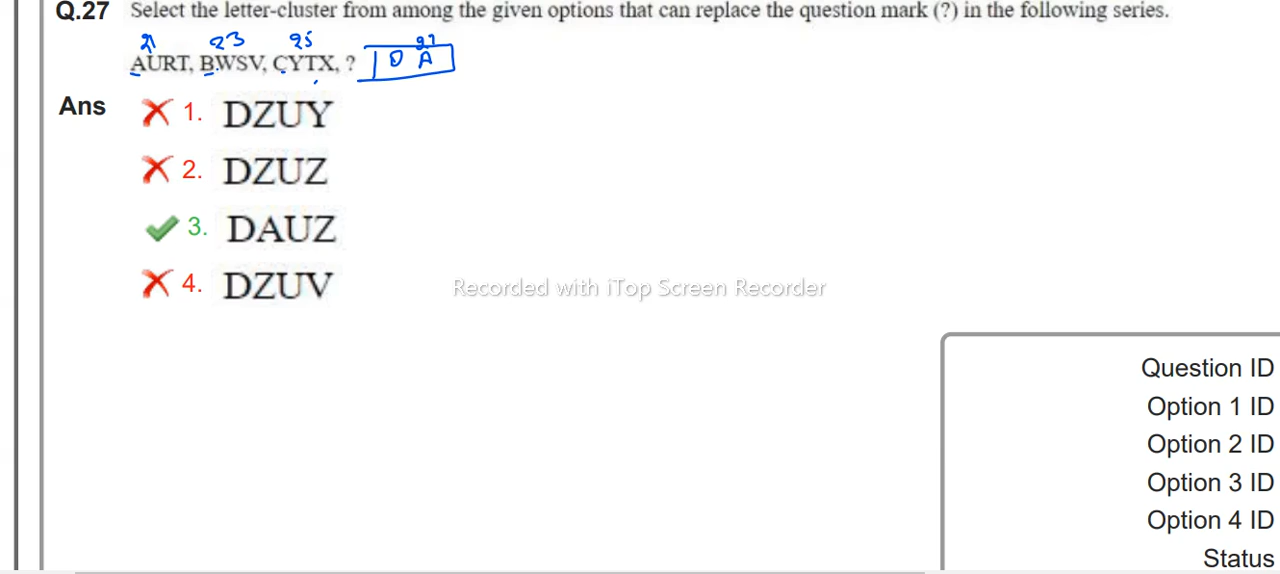 Q.27 Select the letter-cluster from among the given options that can replace the question mark (?) in the following series.
21 23 25 27
AURT, BWSV, CYTX, ? D A
Ans 1. DZUY
2. DZUZ
3. DAUZ
4. DZUV
Recorded with iTop Screen Recorder
Question ID
Option 1 ID
Option 2 ID
Option 3 ID
Option 4 ID
Status